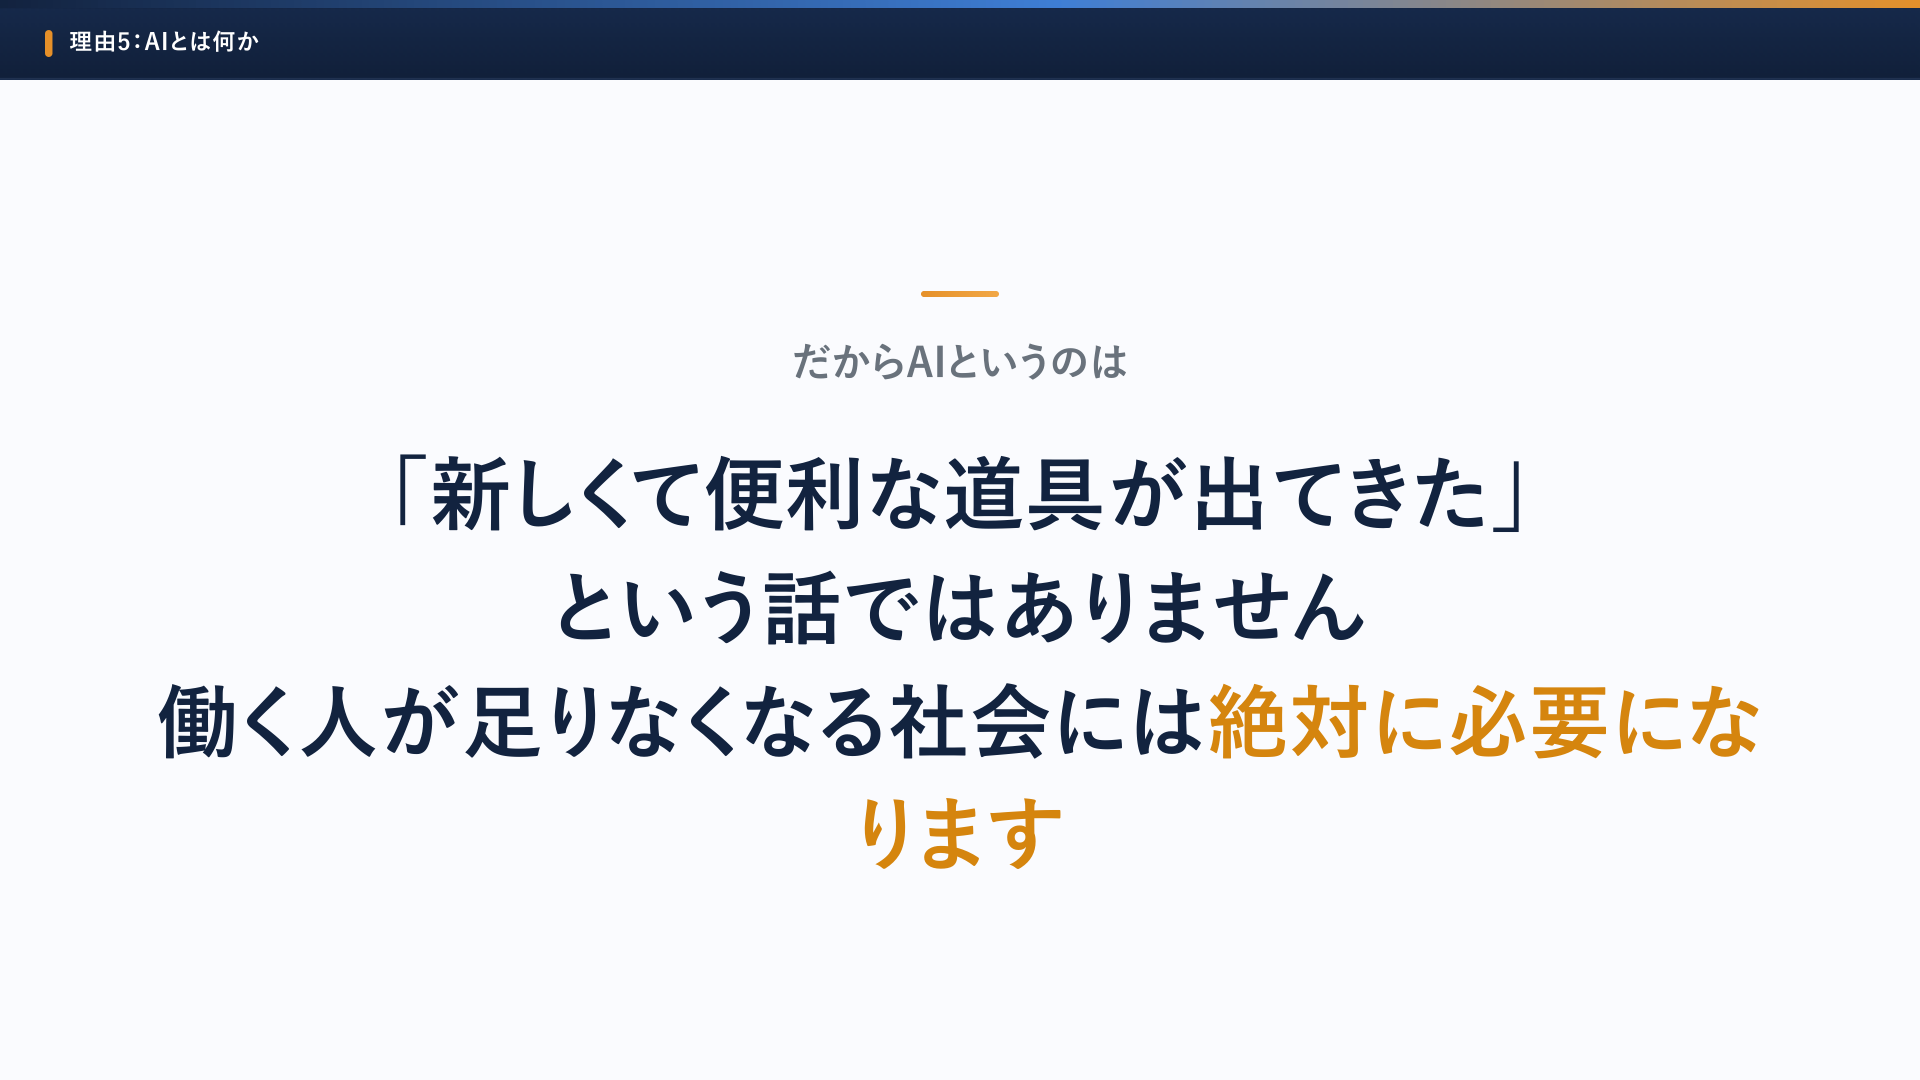 理由5：AIとは何か
だからAIというのは
「新しくて便利な道具が出てきた」
という話ではありません
働く人が足りなくなる社会には絶対に必要にな
ります